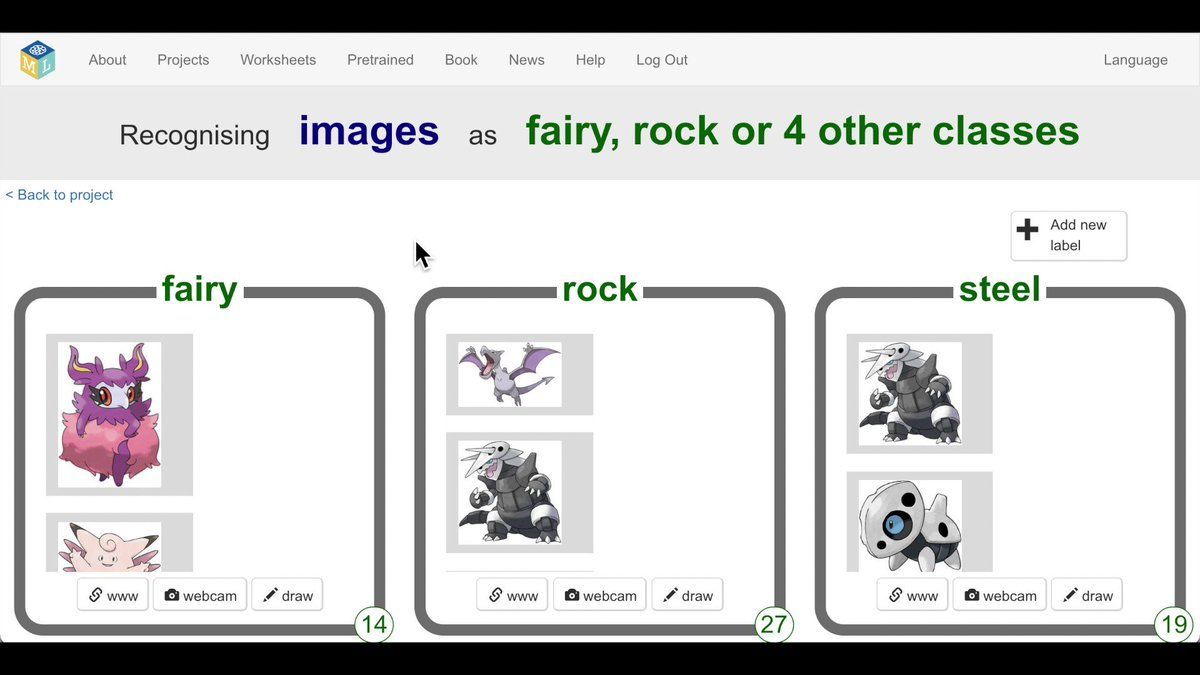 M L
About Projects Worksheets Pretrained Book News Help Log Out Language
Recognising images as fairy, rock or 4 other classes
< Back to project
Add new
label
fairy
www webcam draw
14
rock
www webcam draw
27
steel
www webcam draw
19